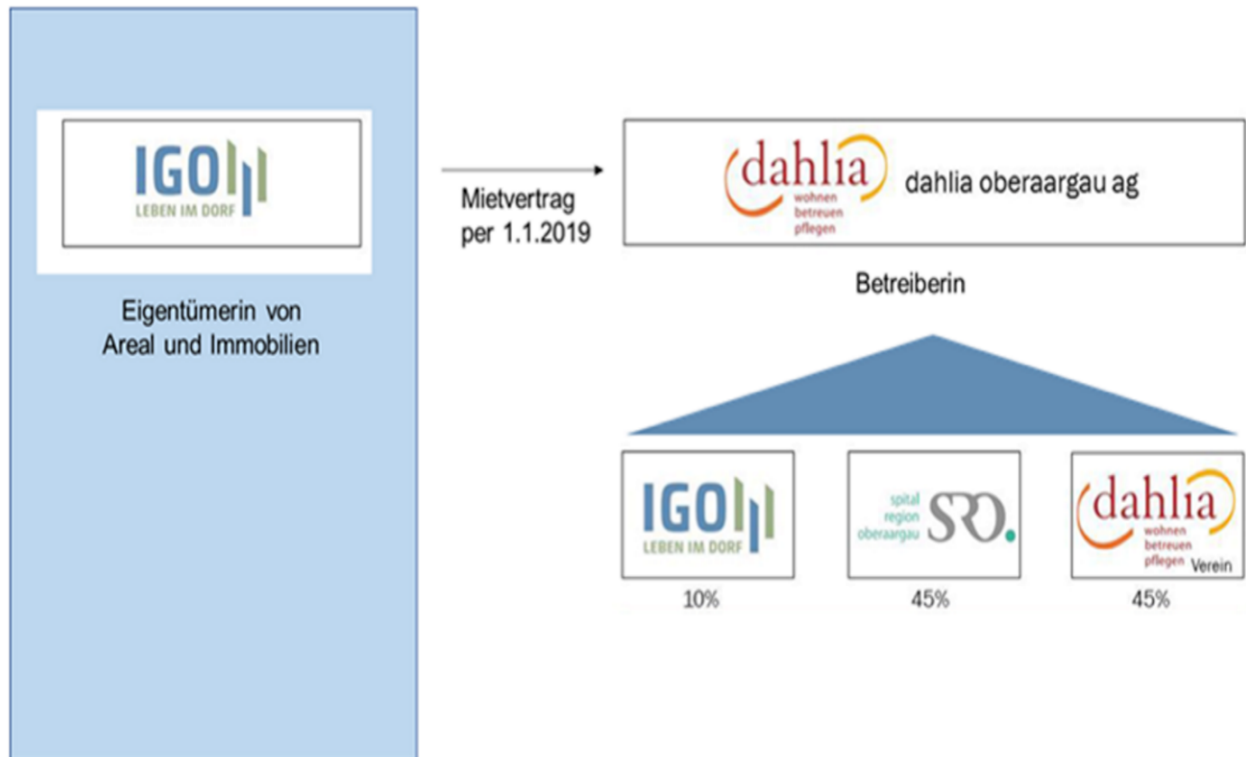 IGO
LEBEN IM DORF
Eigentümerin von
Areal und Immobilien
Mietvertrag
per 1.1.2019
dahlia
wohnen
betreuen
pflegen
dahlia oberaargau ag
Betreiberin
IGO
LEBEN IM DORF
10%
spital
region
oberaargau
SRO.
45%
dahlia
wohnen
betreuen
pflegen Verein
45%